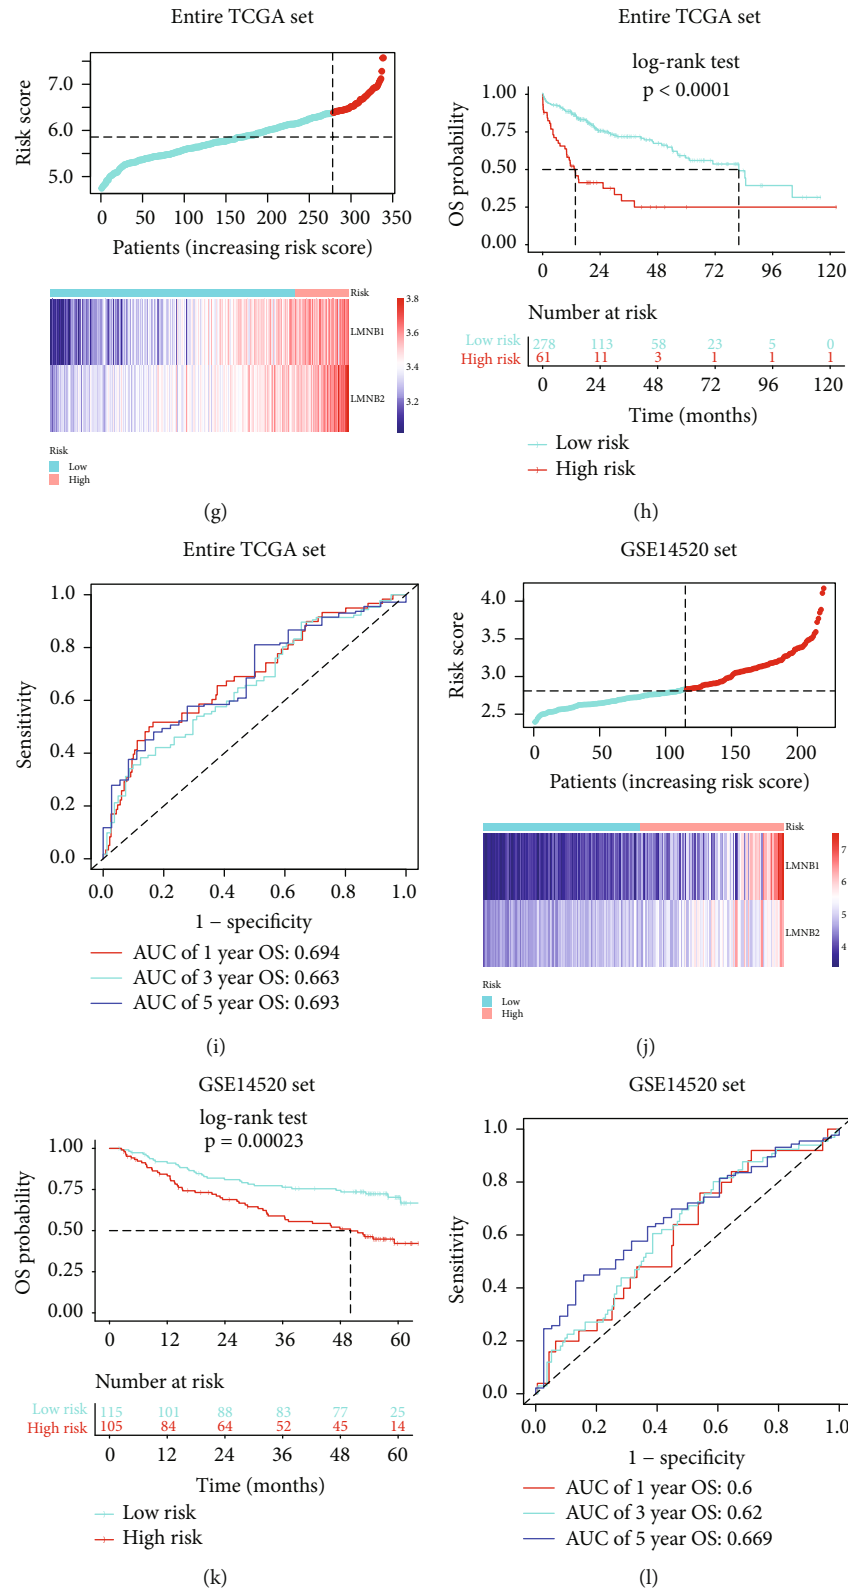 Entire TCGA set
Risk score
7.0
6.0
5.0
0 50 100 150 200 250 300 350
Patients (increasing risk score)
Risk
LMNB1
LMNB2
3.8
3.6
3.4
3.2
Risk
Low
High
(g)
Entire TCGA set
log-rank test
p < 0.0001
OS probability
1.00
0.75
0.50
0.25
0.00
0 24 48 72 96 120
Number at risk
Low risk 278 113 58 23 5 0
High risk 61 11 3 1 1 1
0 24 48 72 96 120
Time (months)
Low risk
High risk
(h)
Entire TCGA set
Sensitivity
1.0
0.8
0.6
0.4
0.2
0.0
0.0 0.2 0.4 0.6 0.8 1.0
1 − specificity
AUC of 1 year OS: 0.694
AUC of 3 year OS: 0.663
AUC of 5 year OS: 0.693
(i)
GSE14520 set
Risk score
4.0
3.5
3.0
2.5
0 50 100 150 200
Patients (increasing risk score)
Risk
LMNB1
LMNB2
7
6
5
4
Risk
Low
High
(j)
GSE14520 set
log-rank test
p = 0.00023
OS probability
1.00
0.75
0.50
0.25
0.00
0 12 24 36 48 60
Number at risk
Low risk 115 101 88 83 77 25
High risk 105 84 64 52 45 14
0 12 24 36 48 60
Time (months)
Low risk
High risk
(k)
GSE14520 set
Sensitivity
1.0
0.8
0.6
0.4
0.2
0.0
0.0 0.2 0.4 0.6 0.8 1.0
1 − specificity
AUC of 1 year OS: 0.6
AUC of 3 year OS: 0.62
AUC of 5 year OS: 0.669
(l)